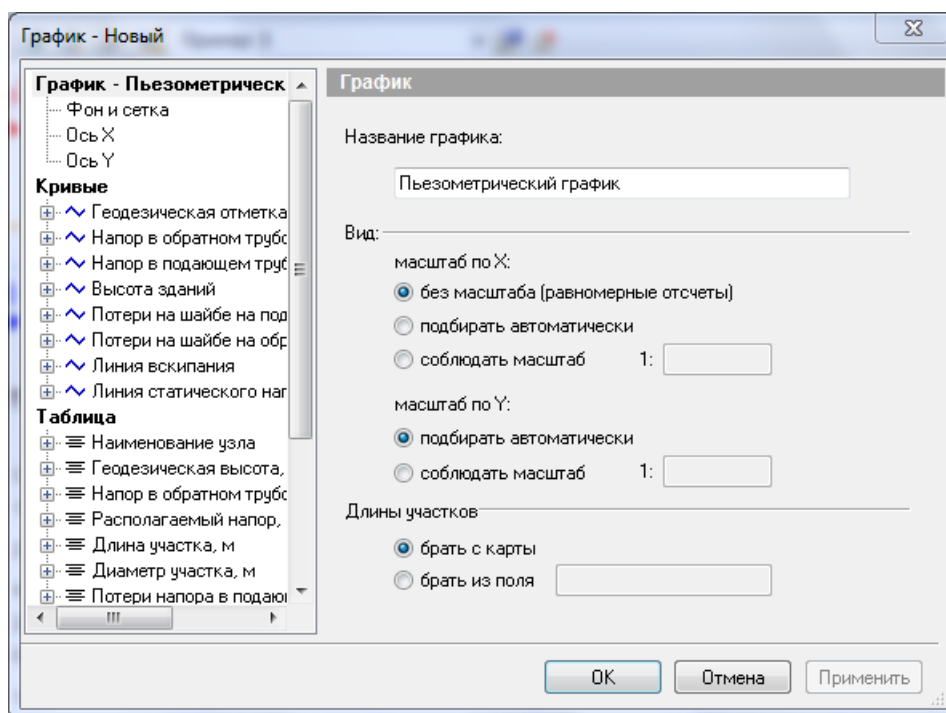 График - Новый
График - Пьезометрическ
Фон и сетка
Ось X
Ось Y
Кривые
Геодезическая отметка
Напор в обратном трубо
Напор в подающем труб
Высота зданий
Потери на шайбе на под
Потери на шайбе на обр
Линия вскипания
Линия статического нап
Таблица
Наименование узла
Геодезическая высота,
Напор в обратном трубо
Располагаемый напор,
Длина участка, м
Диаметр участка, м
Потери напора в подаю
График
Название графика:
Пьезометрический график
Вид:
масштаб по X:
без масштаба (равномерные отсчеты)
подбирать автоматически
соблюдать масштаб 1:
масштаб по Y:
подбирать автоматически
соблюдать масштаб 1:
Длины участков
брать с карты
брать из поля
OK Отмена Применить